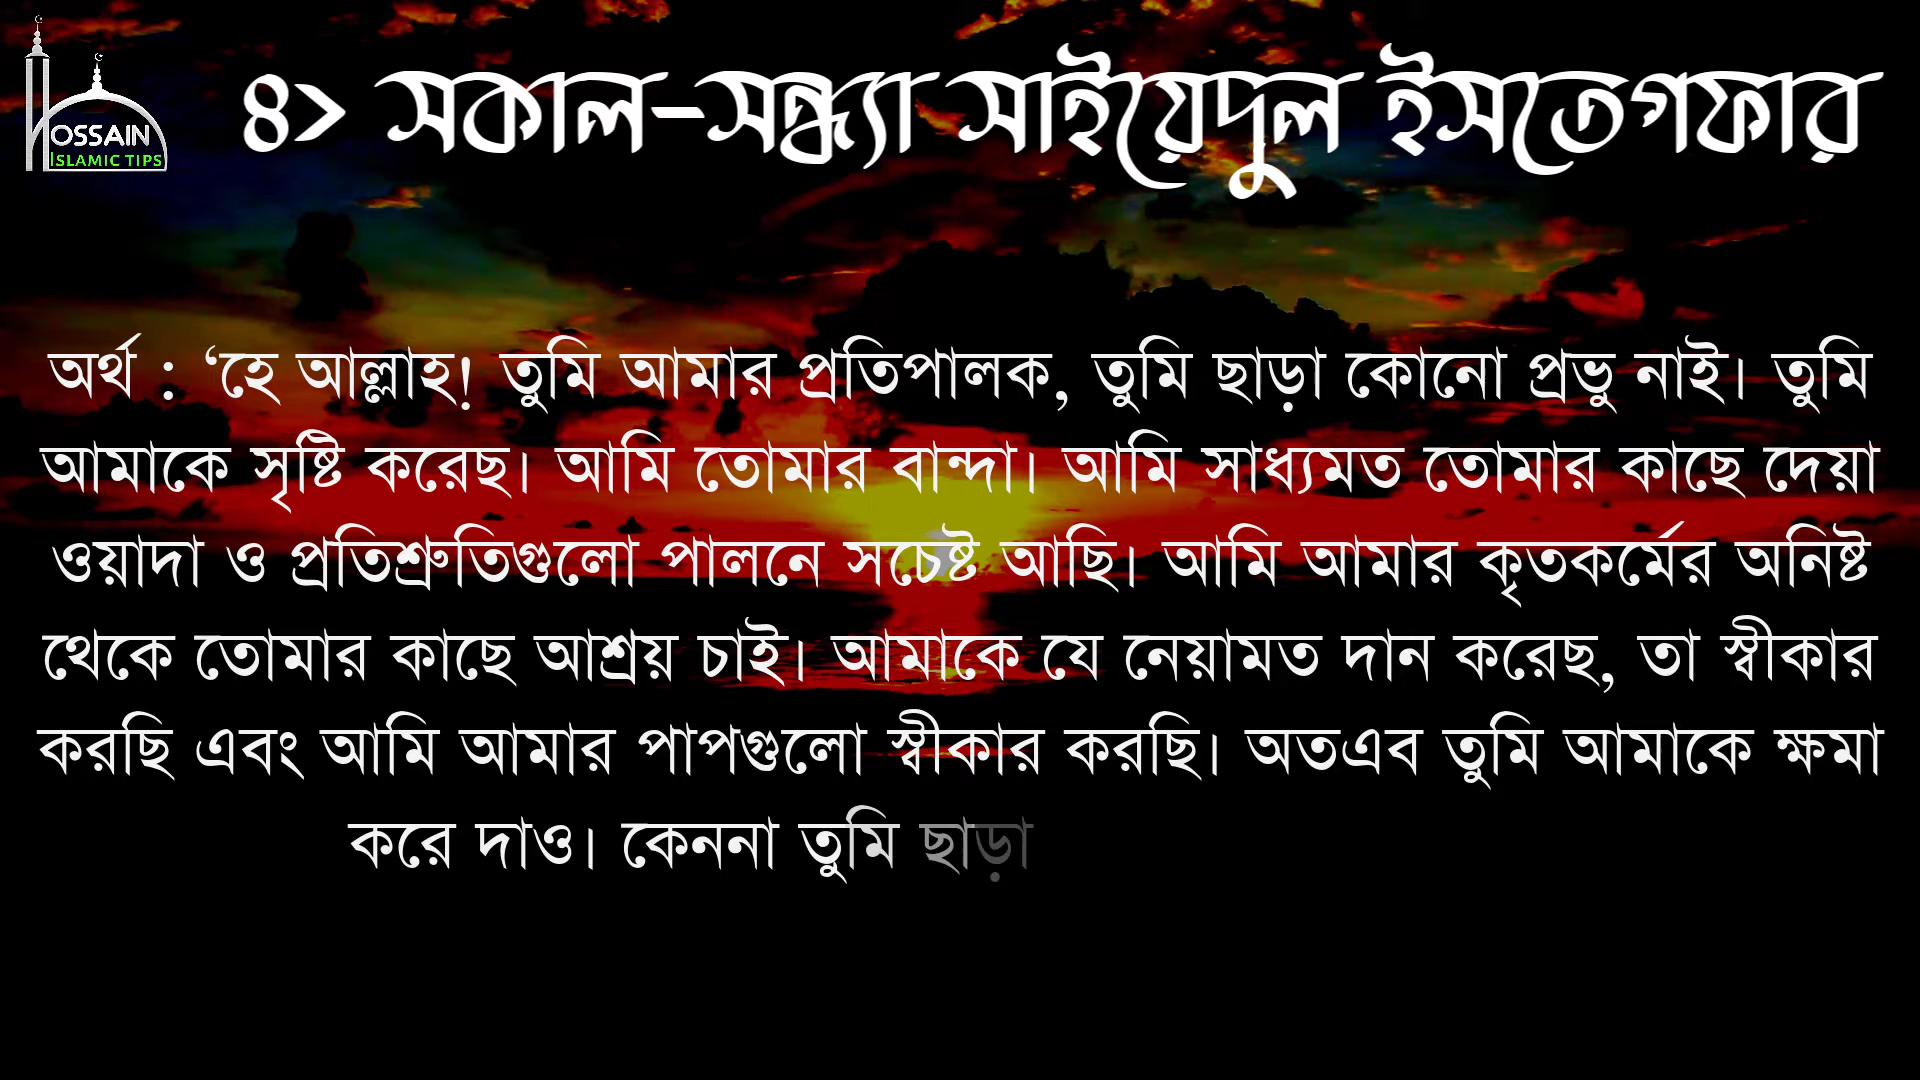 HOSSAIN
ISLAMIC TIPS
৪> সকাল-সন্ধ্যা সাইয়েদুল ইসতেগফার
অর্থ : ‘হে আল্লাহ! তুমি আমার প্রতিপালক, তুমি ছাড়া কোনো প্রভু নাই। তুমি
আমাকে সৃষ্টি করেছ। আমি তোমার বান্দা। আমি সাধ্যমত তোমার কাছে দেয়া
ওয়াদা ও প্রতিশ্রুতিগুলো পালনে সচেষ্ট আছি। আমি আমার কৃতকর্মের অনিষ্ট
থেকে তোমার কাছে আশ্রয় চাই। আমাকে যে নেয়ামত দান করেছ, তা স্বীকার
করছি এবং আমি আমার পাপগুলো স্বীকার করছি। অতএব তুমি আমাকে ক্ষমা
করে দাও। কেননা তুমি ছাড়া